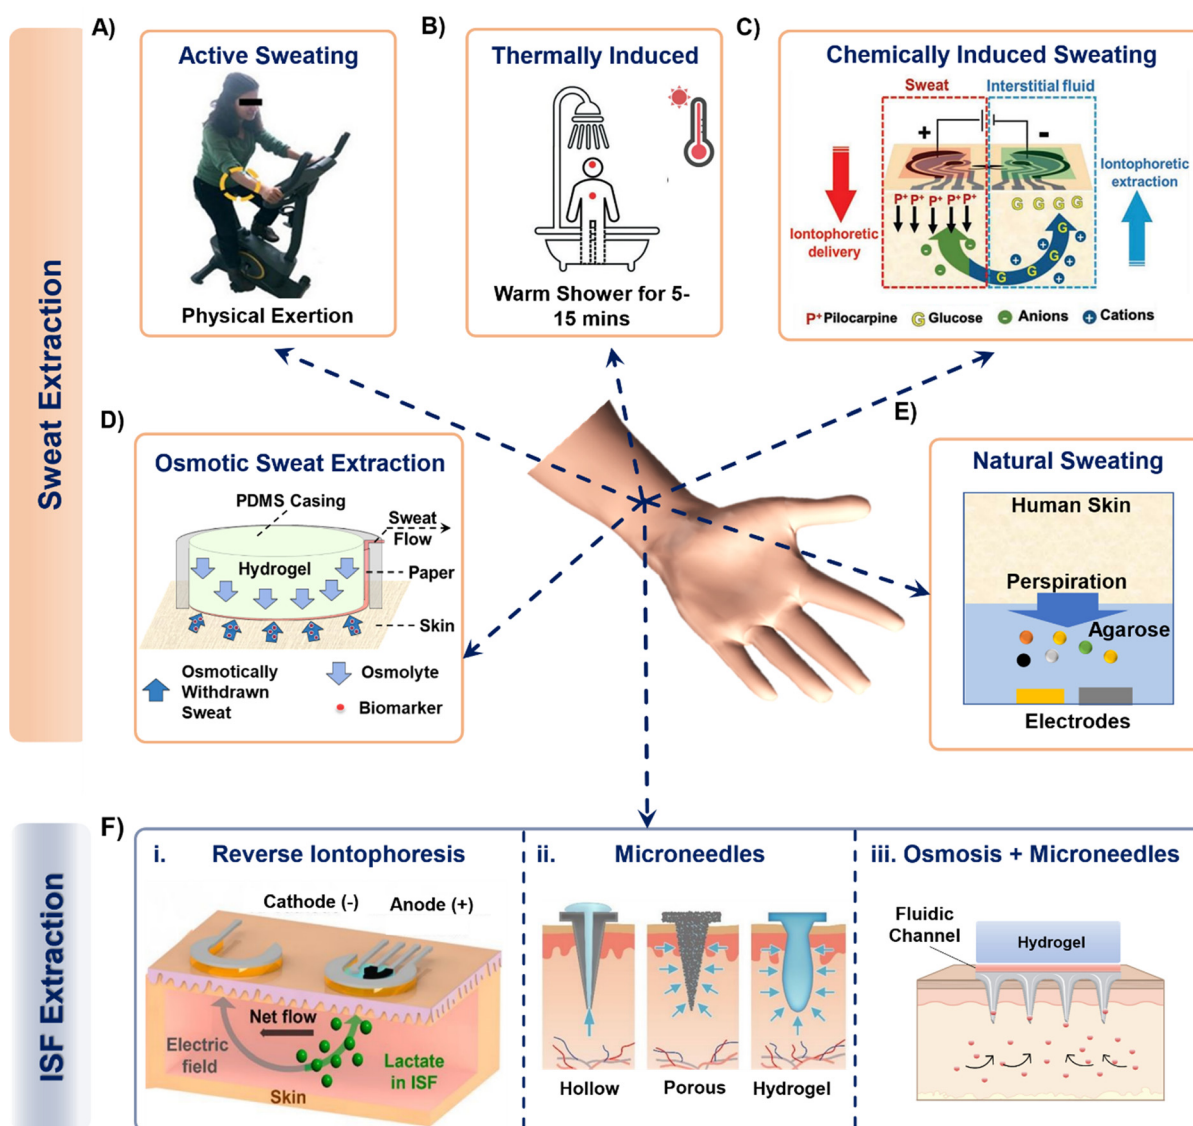 Sweat Extraction
A)
Active Sweating
Physical Exertion
B)
Thermally Induced
Warm Shower for 5-
15 mins
C)
Chemically Induced Sweating
Sweat
Interstitial fluid
+
-
Iontophoretic
delivery
Iontophoretic
extraction
P+ P+ P+ P+ P+
G G G G
G
G
G
G
- - - -
+ + + + + +
P+ Pilocarpine
G Glucose
- Anions
+ Cations
D)
Osmotic Sweat Extraction
PDMS Casing
Sweat
Flow
Hydrogel
Paper
Skin
Osmotically
Withdrawn
Sweat
Osmolyte
Biomarker
E)
Natural Sweating
Human Skin
Perspiration
Agarose
Electrodes
ISF Extraction
F)
i. Reverse Iontophoresis
Cathode (-)
Anode (+)
Net flow
Electric
field
Lactate
in ISF
Skin
ii. Microneedles
Hollow
Porous
Hydrogel
iii. Osmosis + Microneedles
Fluidic
Channel
Hydrogel